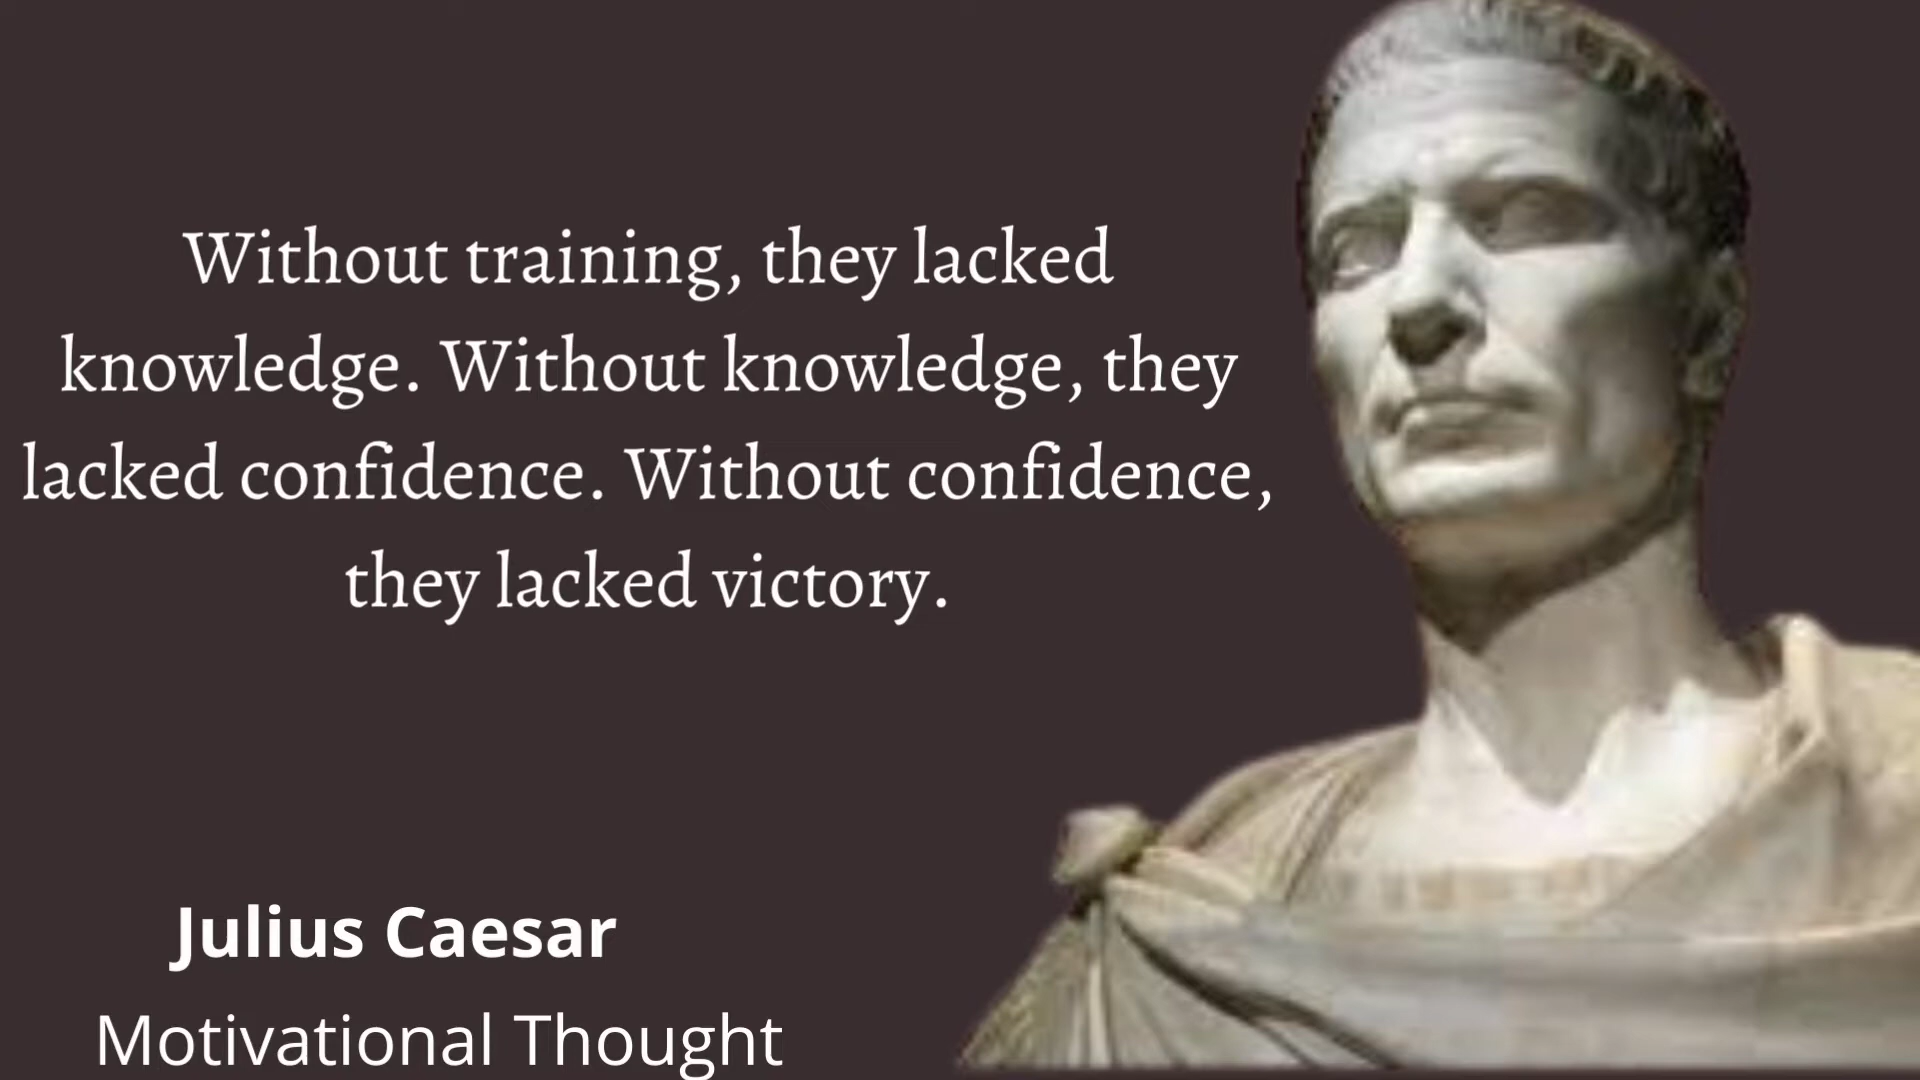 Without training, they lacked
knowledge. Without knowledge, they
lacked confidence. Without confidence,
they lacked victory.
Julius Caesar
Motivational Thought